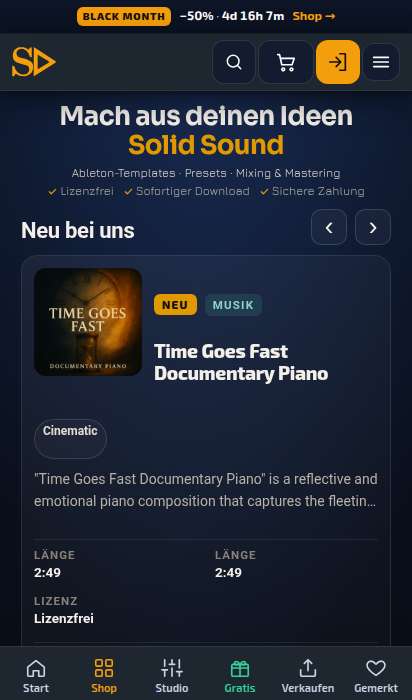 BLACK MONTH −50% · 4d 16h 7m Shop →
Mach aus deinen Ideen
Solid Sound
Ableton-Templates · Presets · Mixing & Mastering
✓ Lizenzfrei ✓ Sofortiger Download ✓ Sichere Zahlung
Neu bei uns
TIME GOES
FAST
DOCUMENTARY PIANO
NEU MUSIK
Time Goes Fast
Documentary Piano
Cinematic
"Time Goes Fast Documentary Piano" is a reflective and
emotional piano composition that captures the fleetin…
LÄNGE LÄNGE
2:49 2:49
LIZENZ
Lizenzfrei
Start Shop Studio Gratis Verkaufen Gemerkt